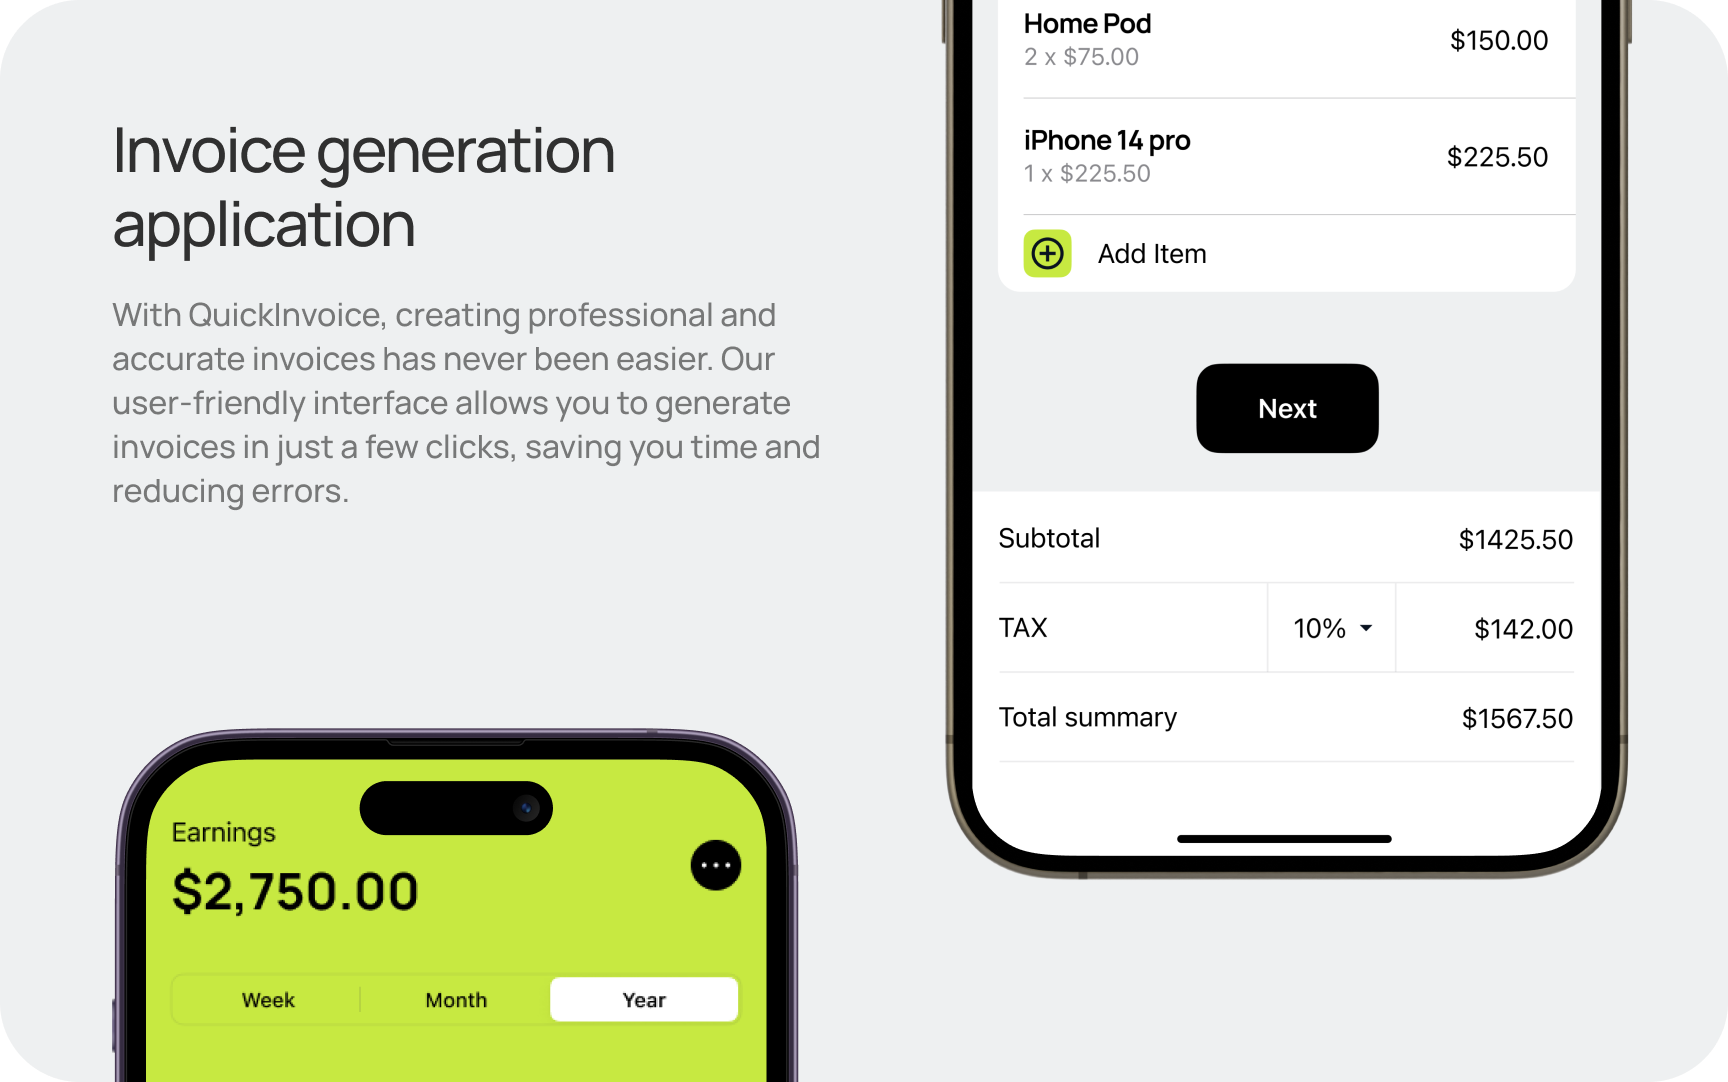 Invoice generation
application
With QuickInvoice, creating professional and
accurate invoices has never been easier. Our
user-friendly interface allows you to generate
invoices in just a few clicks, saving you time and
reducing errors.
Home Pod
2 x $75.00
$150.00
iPhone 14 pro
1 x $225.50
$225.50
Add Item
Next
Subtotal $1425.50
TAX 10% $142.00
Total summary $1567.50
Earnings
$2,750.00
Week Month Year